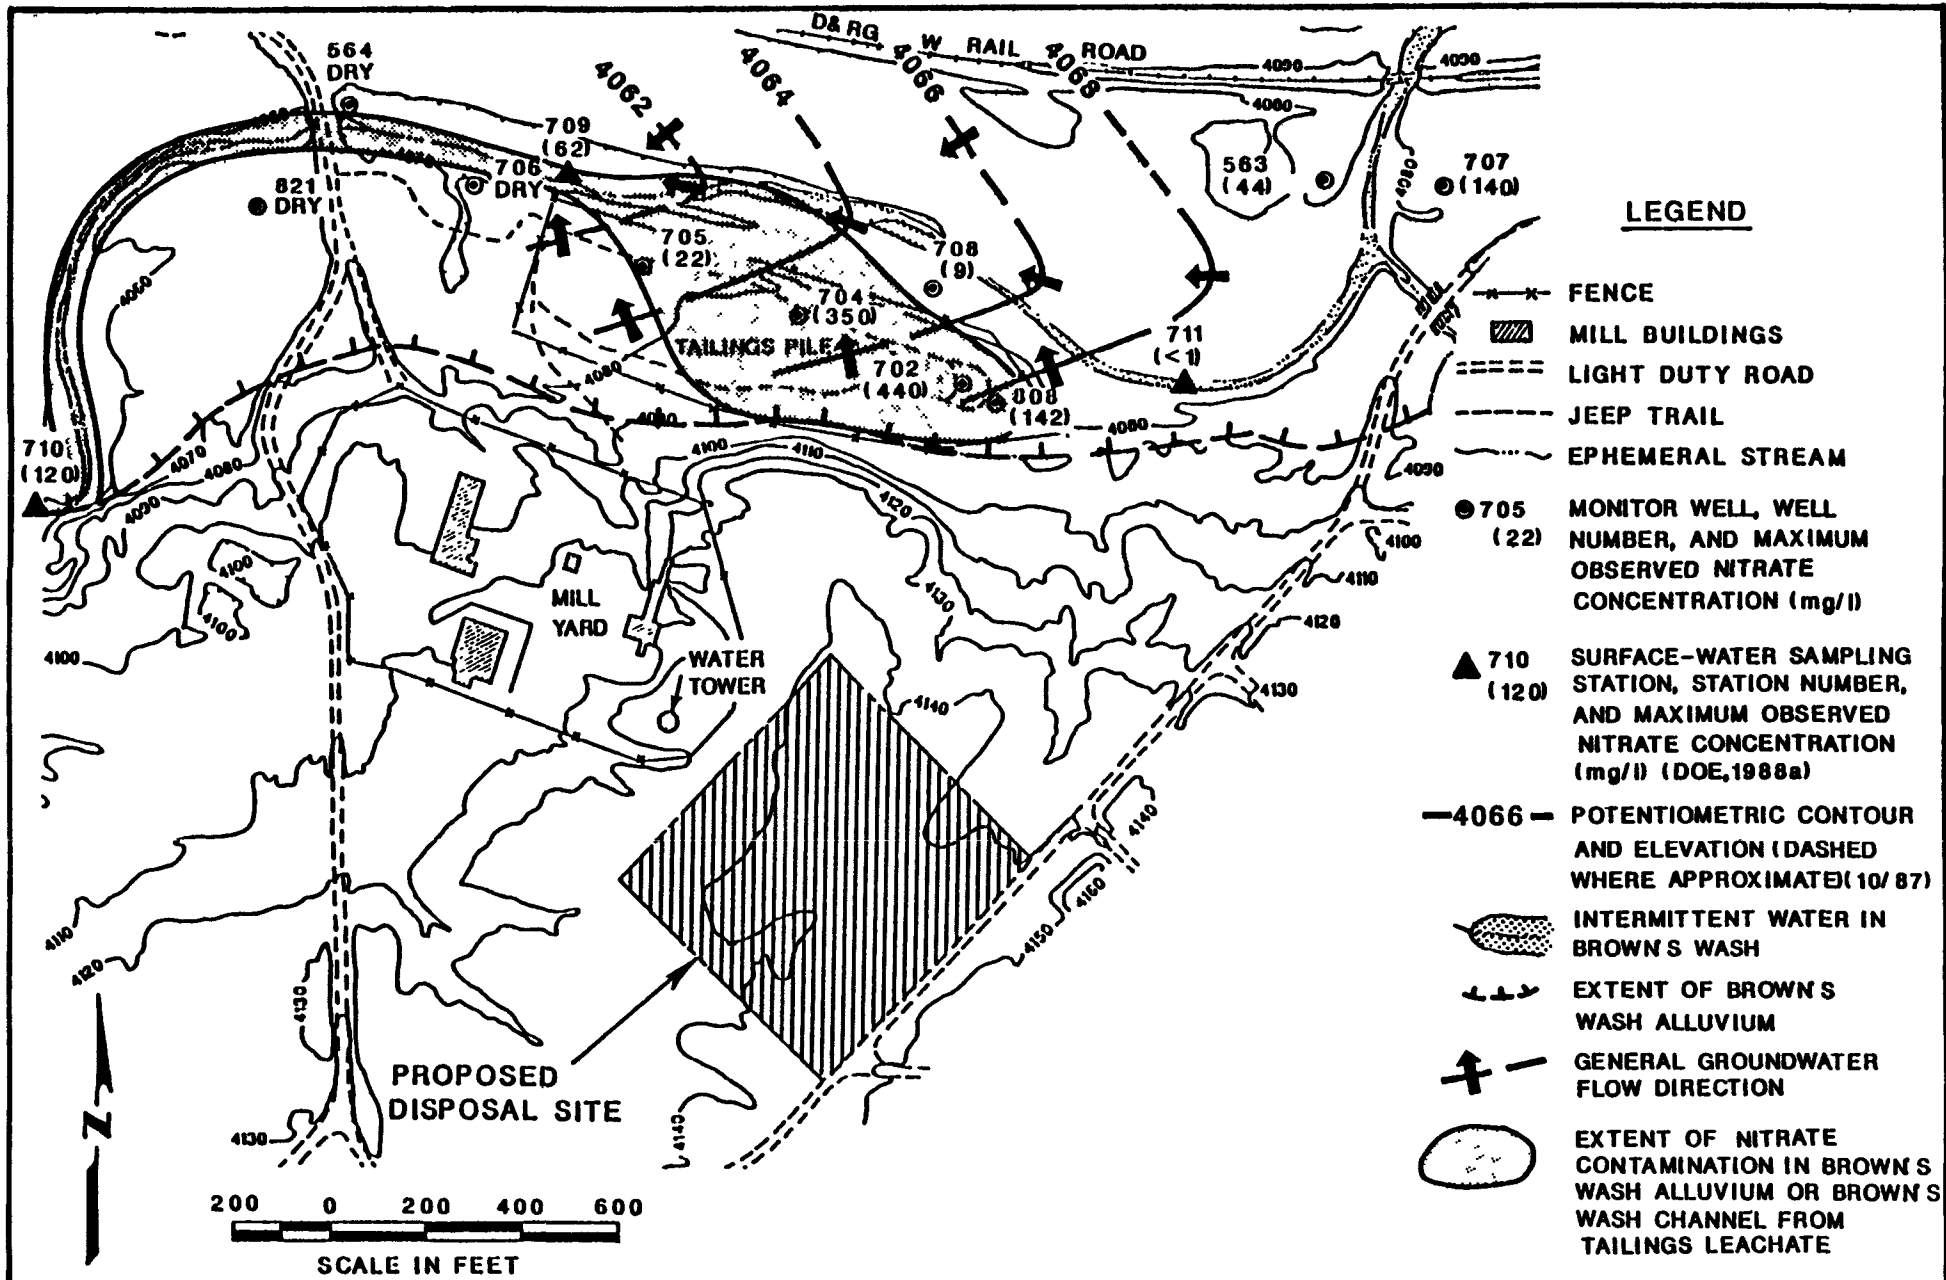 D&RG W RAIL ROAD
564
DRY
4062
4064
4066
4068
4090
4090
4080
4080
709
(62)
706
DRY
821
DRY
563
(44)
707
(140)
705
(22)
708
(9)
704
(350)
TAILINGS PILE
702
(440)
711
(<1)
808
(142)
4060
4080
4080
4080
710
(120)
4070
4080
4090
4100
4110
4120
4090
4100
4110
4120
4130
4130
4100
4100
4100
MILL
YARD
WATER
TOWER
4140
4140
4160
4150
4110
4120
4130
4130
4140
PROPOSED
DISPOSAL SITE
N
200 0 200 400 600
SCALE IN FEET
LEGEND
FENCE
MILL BUILDINGS
LIGHT DUTY ROAD
JEEP TRAIL
EPHEMERAL STREAM
705
(22)
MONITOR WELL, WELL
NUMBER, AND MAXIMUM
OBSERVED NITRATE
CONCENTRATION (mg/l)
710
(120)
SURFACE-WATER SAMPLING
STATION, STATION NUMBER,
AND MAXIMUM OBSERVED
NITRATE CONCENTRATION
(mg/l) (DOE,1988a)
4066
POTENTIOMETRIC CONTOUR
AND ELEVATION (DASHED
WHERE APPROXIMATE)(10/87)
INTERMITTENT WATER IN
BROWN'S WASH
EXTENT OF BROWN'S
WASH ALLUVIUM
GENERAL GROUNDWATER
FLOW DIRECTION
EXTENT OF NITRATE
CONTAMINATION IN BROWN'S
WASH ALLUVIUM OR BROWN'S
WASH CHANNEL FROM
TAILINGS LEACHATE